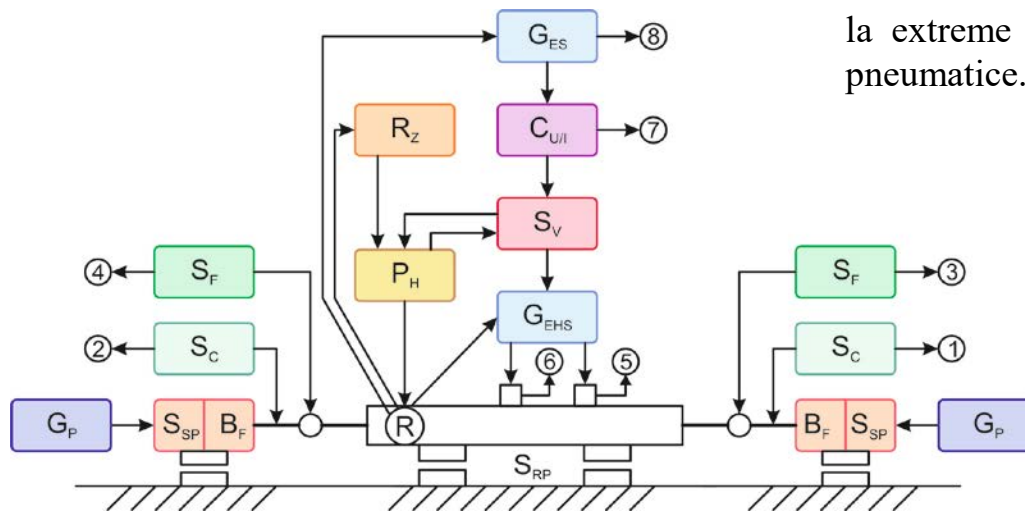 la extreme
pneumatice.
G_ES
8
R_Z
C_U/I
7
S_V
4
S_F
P_H
S_F
3
G_EHS
2
S_C
6
5
S_C
1
G_P
S_SP
B_F
R
B_F
S_SP
G_P
S_RP